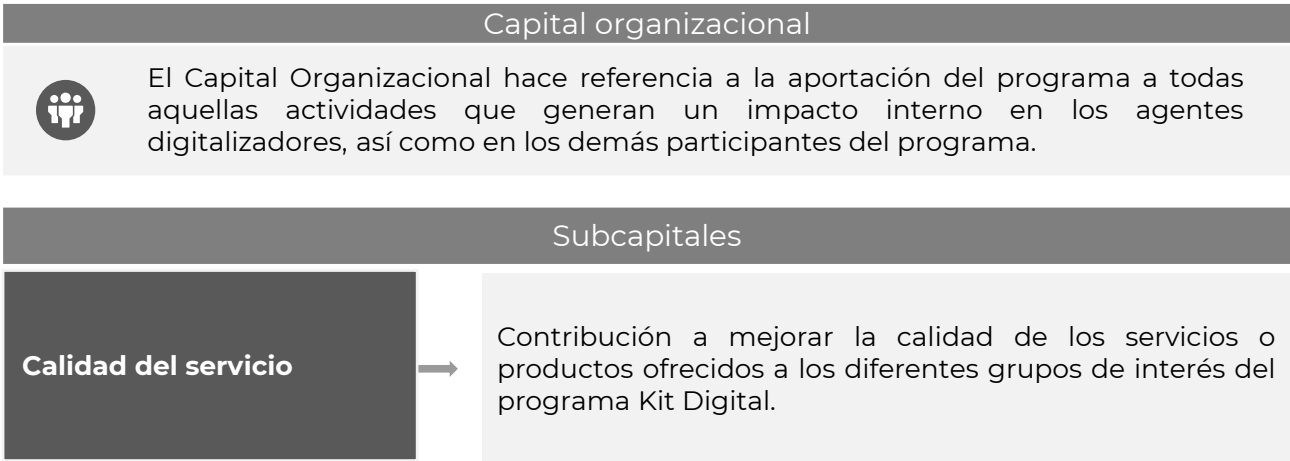 Capital organizacional
El Capital Organizacional hace referencia a la aportación del programa a todas
aquellas actividades que generan un impacto interno en los agentes
digitalizadores, así como en los demás participantes del programa.
Subcapitales
Calidad del servicio
Contribución a mejorar la calidad de los servicios o
productos ofrecidos a los diferentes grupos de interés del
programa Kit Digital.